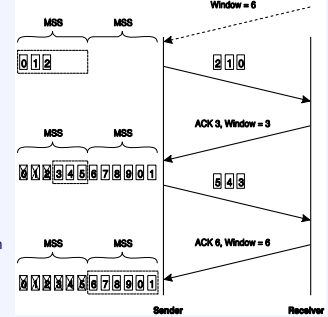 Window = 6
MSS MSS
0 1 2
2 1 0
ACK 3, Window = 3
MSS MSS
0 1 2 3 4 5 6 7 8 9 0 1
5 4 3
ACK 6, Window = 6
MSS MSS
0 1 2 3 4 5 6 7 8 9 0 1
Sender Receiver